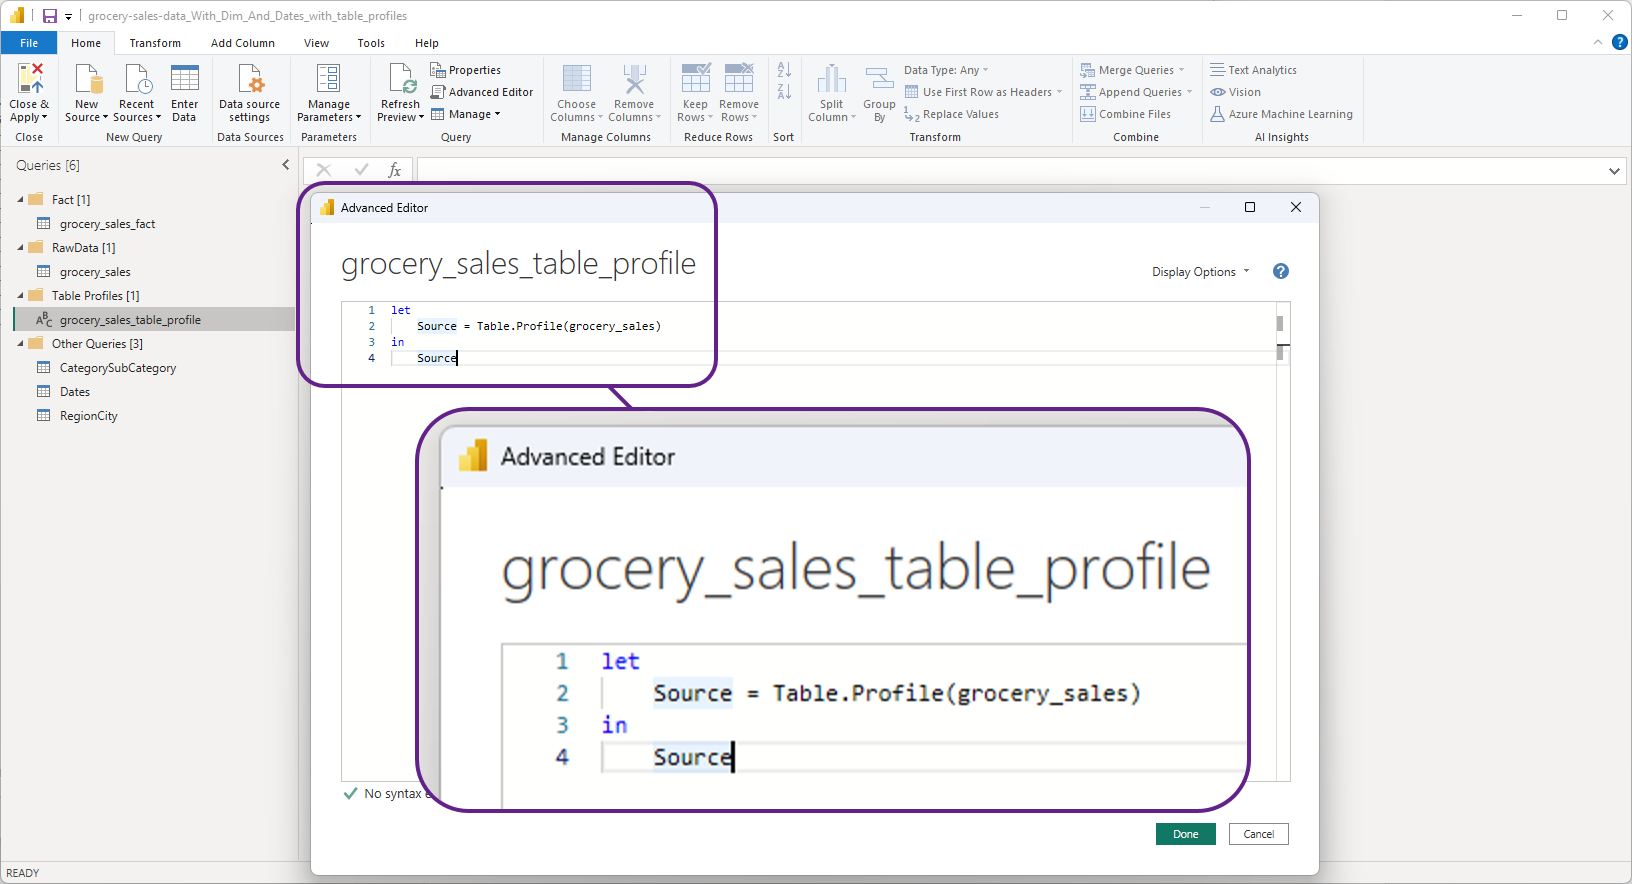 grocery-sales-data_With_Dim_And_Dates_with_table_profiles
File Home Transform Add Column View Tools Help
Close & Apply
Close
New Source
Recent Sources
Enter Data
New Query
Data source settings
Data Sources
Manage Parameters
Parameters
Refresh Preview
Properties
Advanced Editor
Manage
Query
Choose Columns
Remove Columns
Manage Columns
Keep Rows
Remove Rows
Reduce Rows
Sort
Split Column
Group By
Data Type: Any
Use First Row as Headers
Replace Values
Transform
Merge Queries
Append Queries
Combine Files
Combine
Text Analytics
Vision
Azure Machine Learning
AI Insights
Queries [6]
fx
Fact [1]
grocery_sales_fact
RawData [1]
grocery_sales
Table Profiles [1]
grocery_sales_table_profile
Other Queries [3]
CategorySubCategory
Dates
RegionCity
Advanced Editor
grocery_sales_table_profile
Display Options
1 let
2 Source = Table.Profile(grocery_sales)
3 in
4 Source
Advanced Editor
grocery_sales_table_profile
1 let
2 Source = Table.Profile(grocery_sales)
3 in
4 Source
No syntax
Done
Cancel
READY